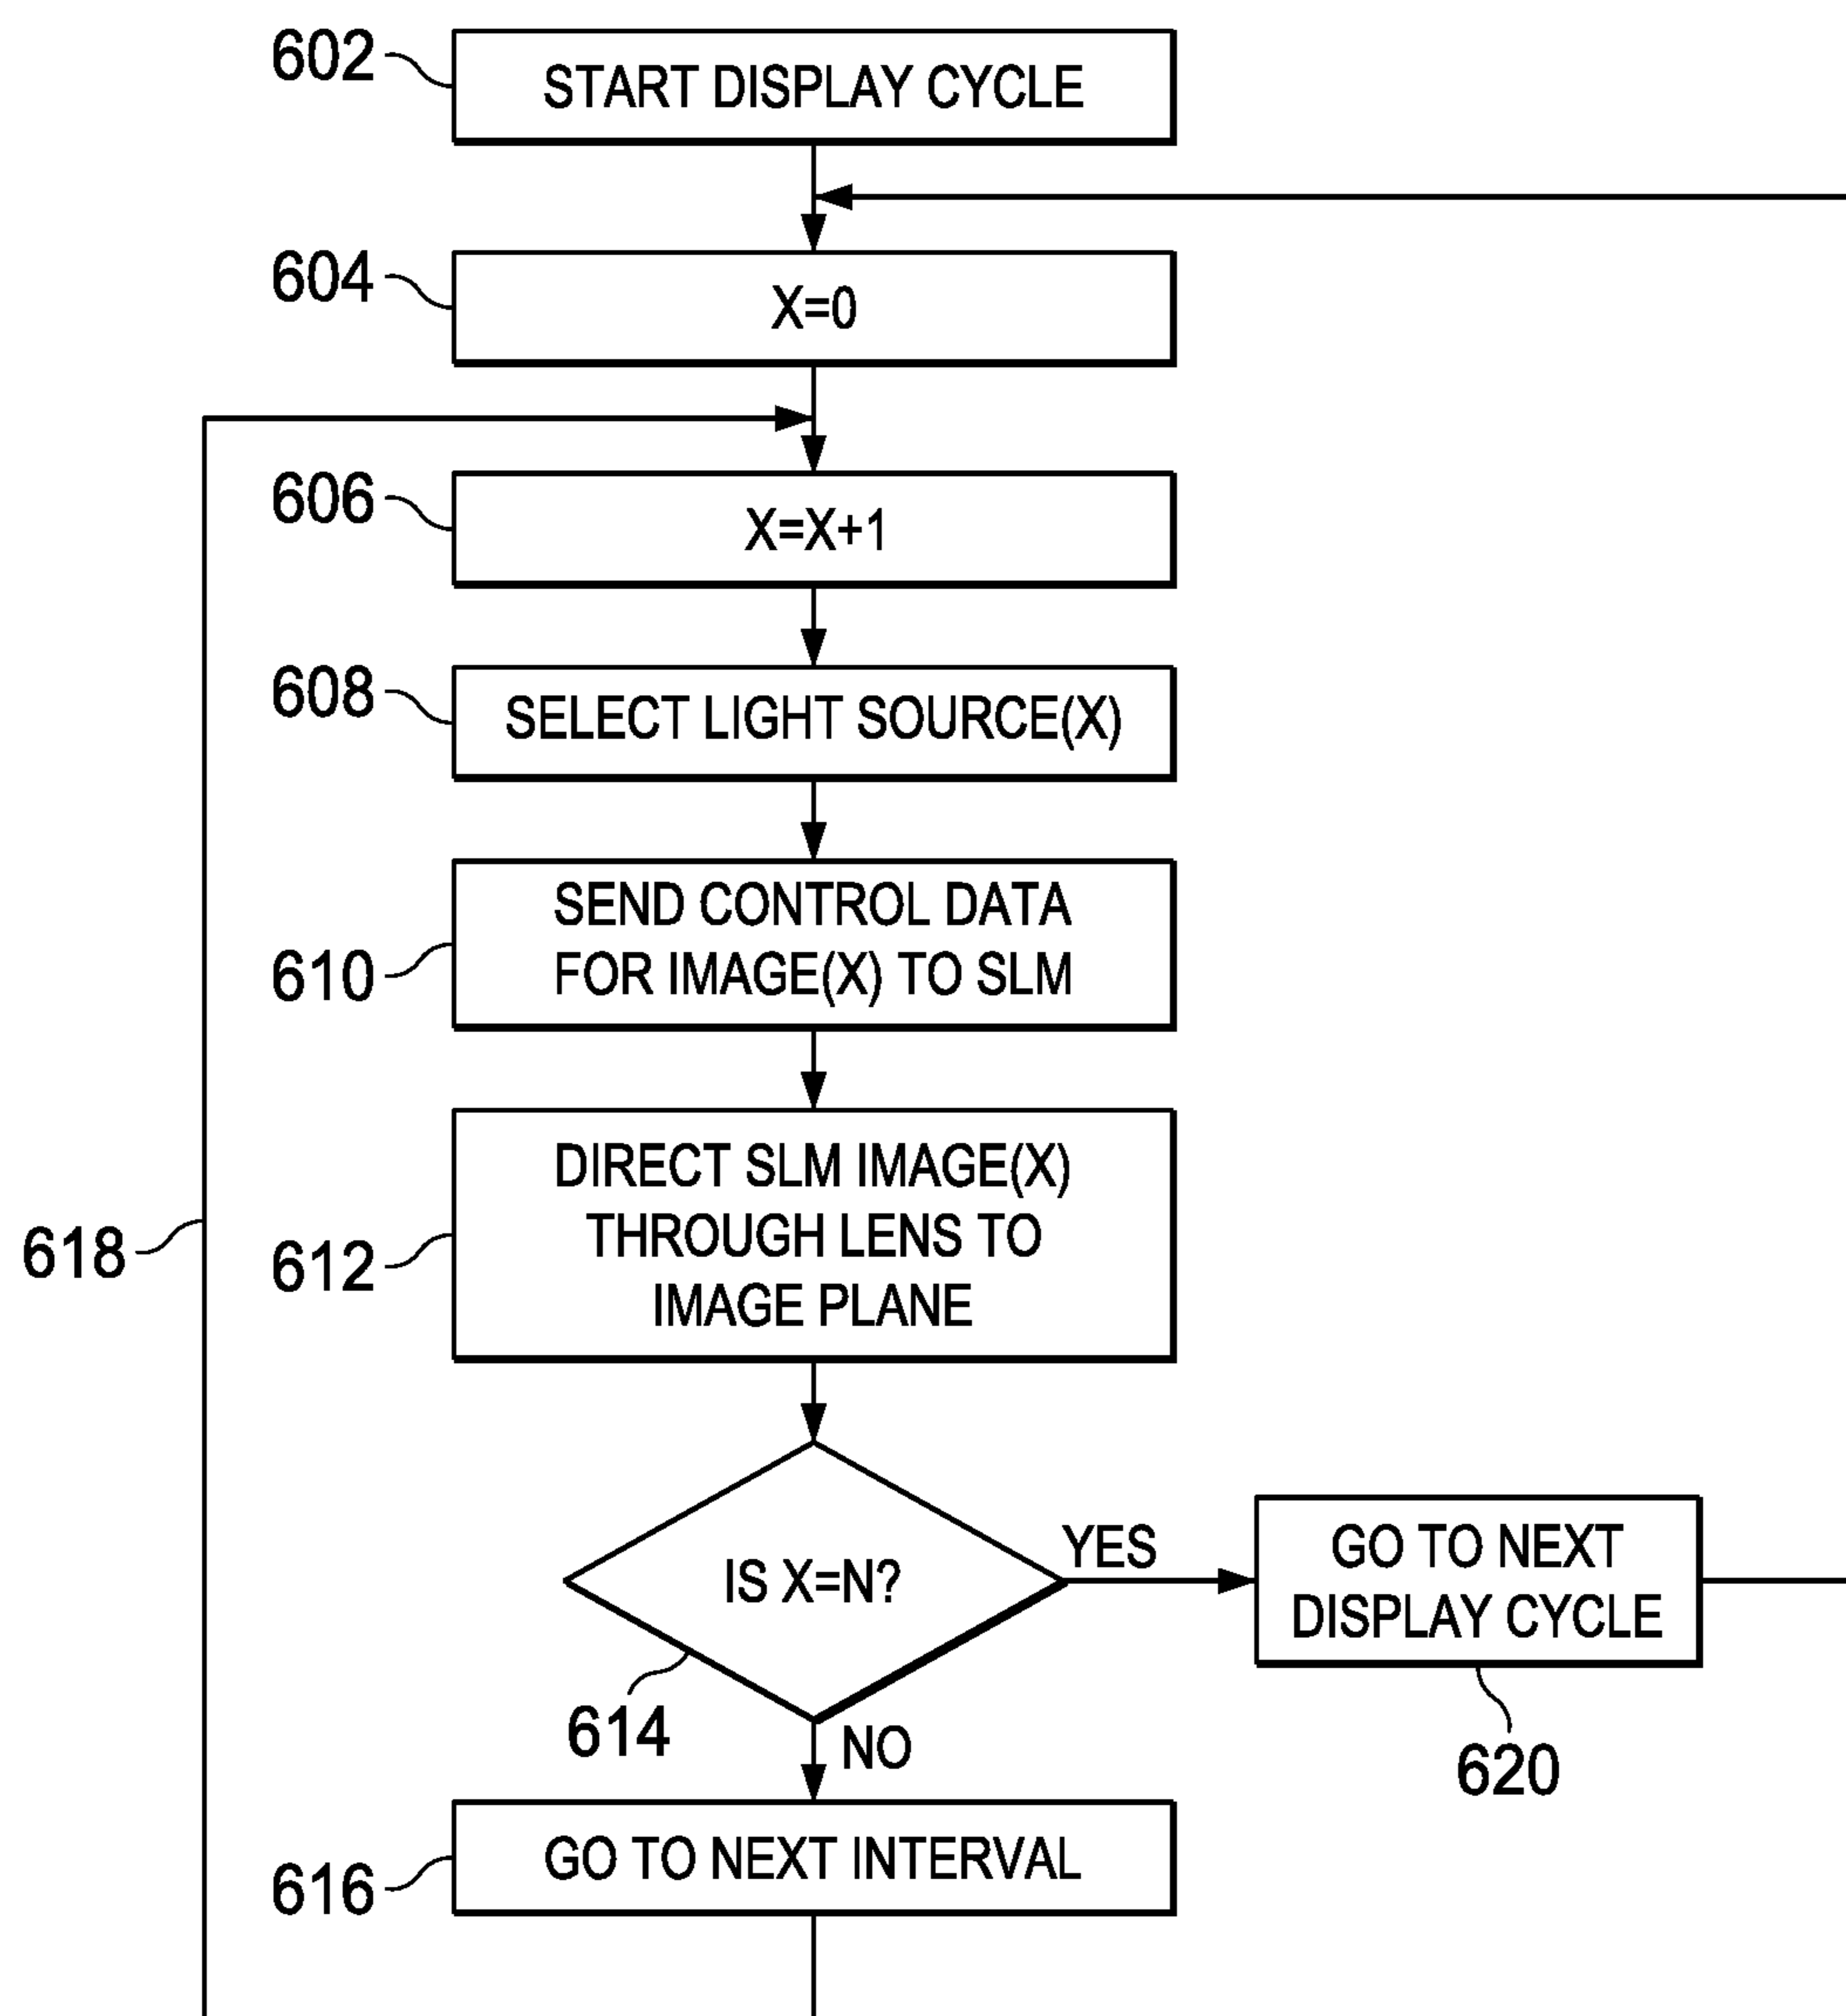 602
START DISPLAY CYCLE
604
X=0
606
X=X+1
608
SELECT LIGHT SOURCE(X)
610
SEND CONTROL DATA
FOR IMAGE(X) TO SLM
612
DIRECT SLM IMAGE(X)
THROUGH LENS TO
IMAGE PLANE
618
IS X=N?
YES
GO TO NEXT
DISPLAY CYCLE
614
NO
620
616
GO TO NEXT INTERVAL